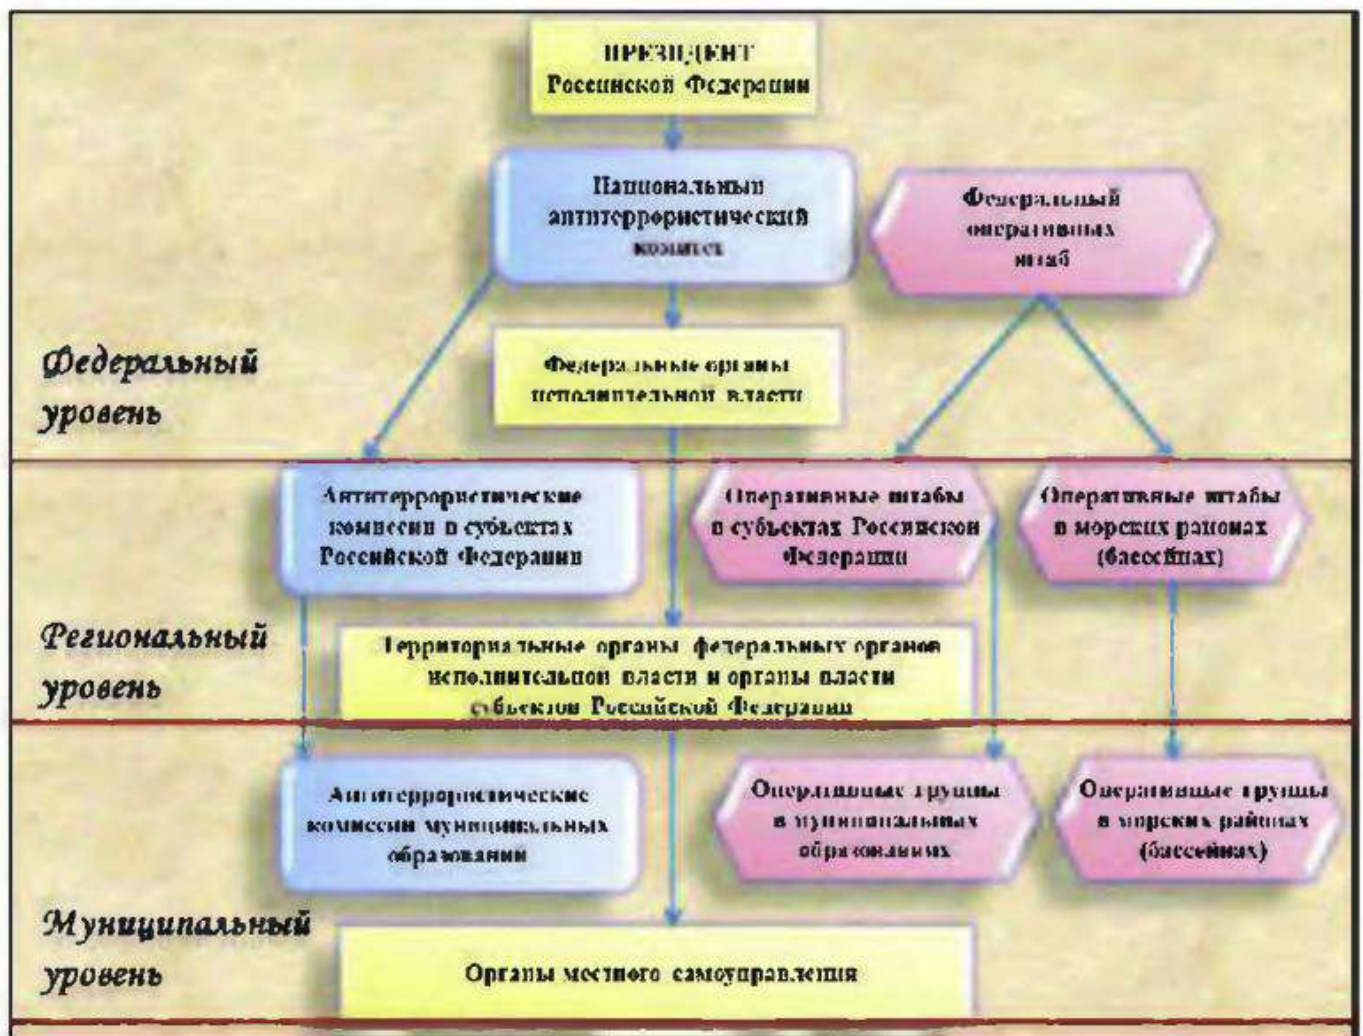 ПРЕЗИДЕНТ
Российской Федерации
Национальный
антитеррористический
комитет
Федеральный
оперативных
штаб
Федеральный
уровень
Федеральные органы
исполнительной власти
Антитеррористические
комиссии в субъектах
Российской Федерации
Оперативные штабы
в субъектах Российской
Федерации
Оперативные штабы
в морских районах
(бассейнах)
Региональный
уровень
Территориальные органы федеральных органов
исполнительной власти и органы власти
субъектов Российской Федерации
Антитеррористические
комиссии муниципальных
образований
Оперативные группы
в муниципальных
образованиях
Оперативные группы
в морских районах
(бассейнах)
Муниципальный
уровень
Органы местного самоуправления